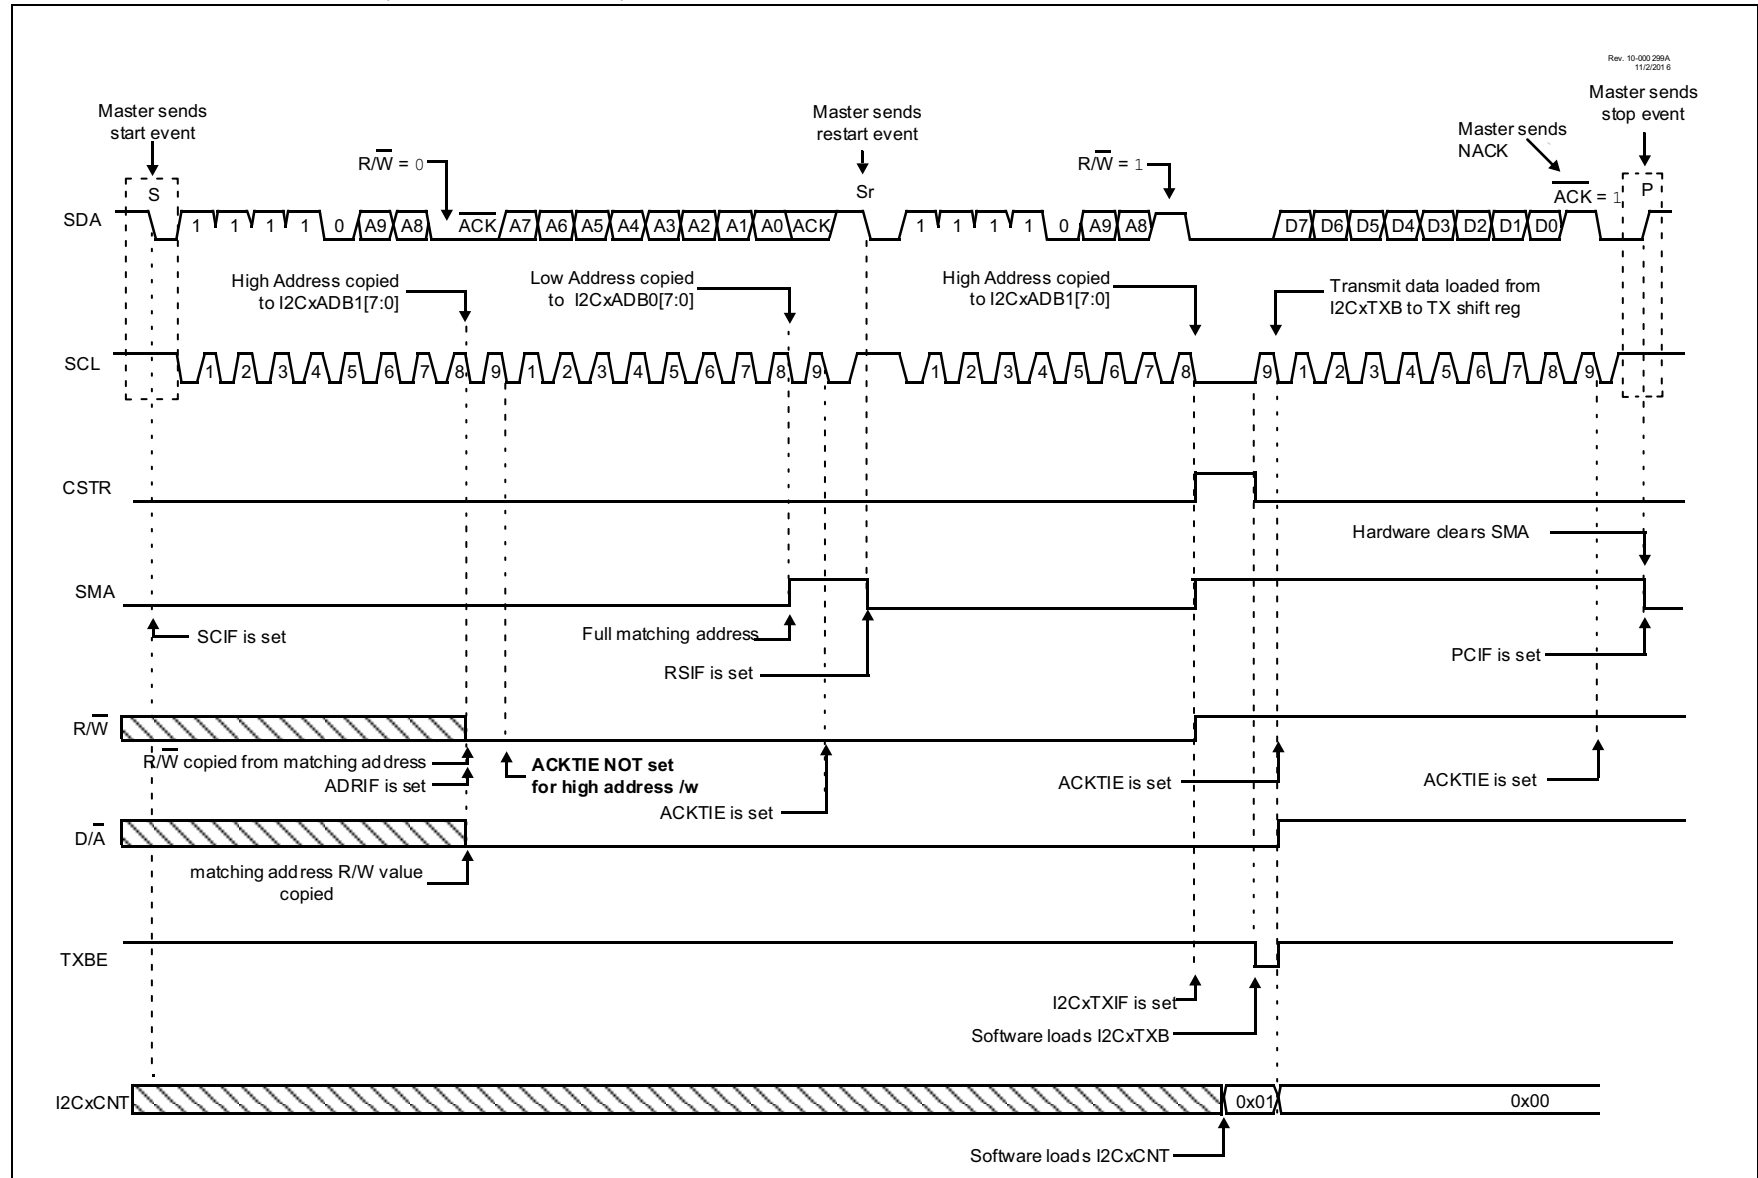 Rev. 10-000 299A
11/2/201 6
Master sends
start event
Master sends
restart event
Master sends
stop event
Master sends
NACK
R/W = 0
R/W = 1
ACK = 1
S
Sr
P
SDA
1 1 1 1 0 A9 A8 ACK A7 A6 A5 A4 A3 A2 A1 A0 ACK
1 1 1 1 0 A9 A8
D7 D6 D5 D4 D3 D2 D1 D0
High Address copied
to I2CxADB1[7:0]
Low Address copied
to I2CxADB0[7:0]
High Address copied
to I2CxADB1[7:0]
Transmit data loaded from
I2CxTXB to TX shift reg
SCL
1 2 3 4 5 6 7 8 9 1 2 3 4 5 6 7 8 9
1 2 3 4 5 6 7 8 9 1 2 3 4 5 6 7 8 9
CSTR
Hardware clears SMA
SMA
SCIF is set
Full matching address
RSIF is set
PCIF is set
R/W
R/W copied from matching address
ADRIF is set
ACKTIE NOT set
for high address /w
ACKTIE is set
ACKTIE is set
ACKTIE is set
D/A
matching address R/W value
copied
TXBE
I2CxTXIF is set
Software loads I2CxTXB
I2CxCNT
0x01
0x00
Software loads I2CxCNT